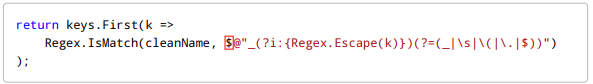 return keys.First(k =>
    Regex.IsMatch(cleanName, $@"_(?i:{Regex.Escape(k)})(?=(_|\s|\(|\.|$))")
);